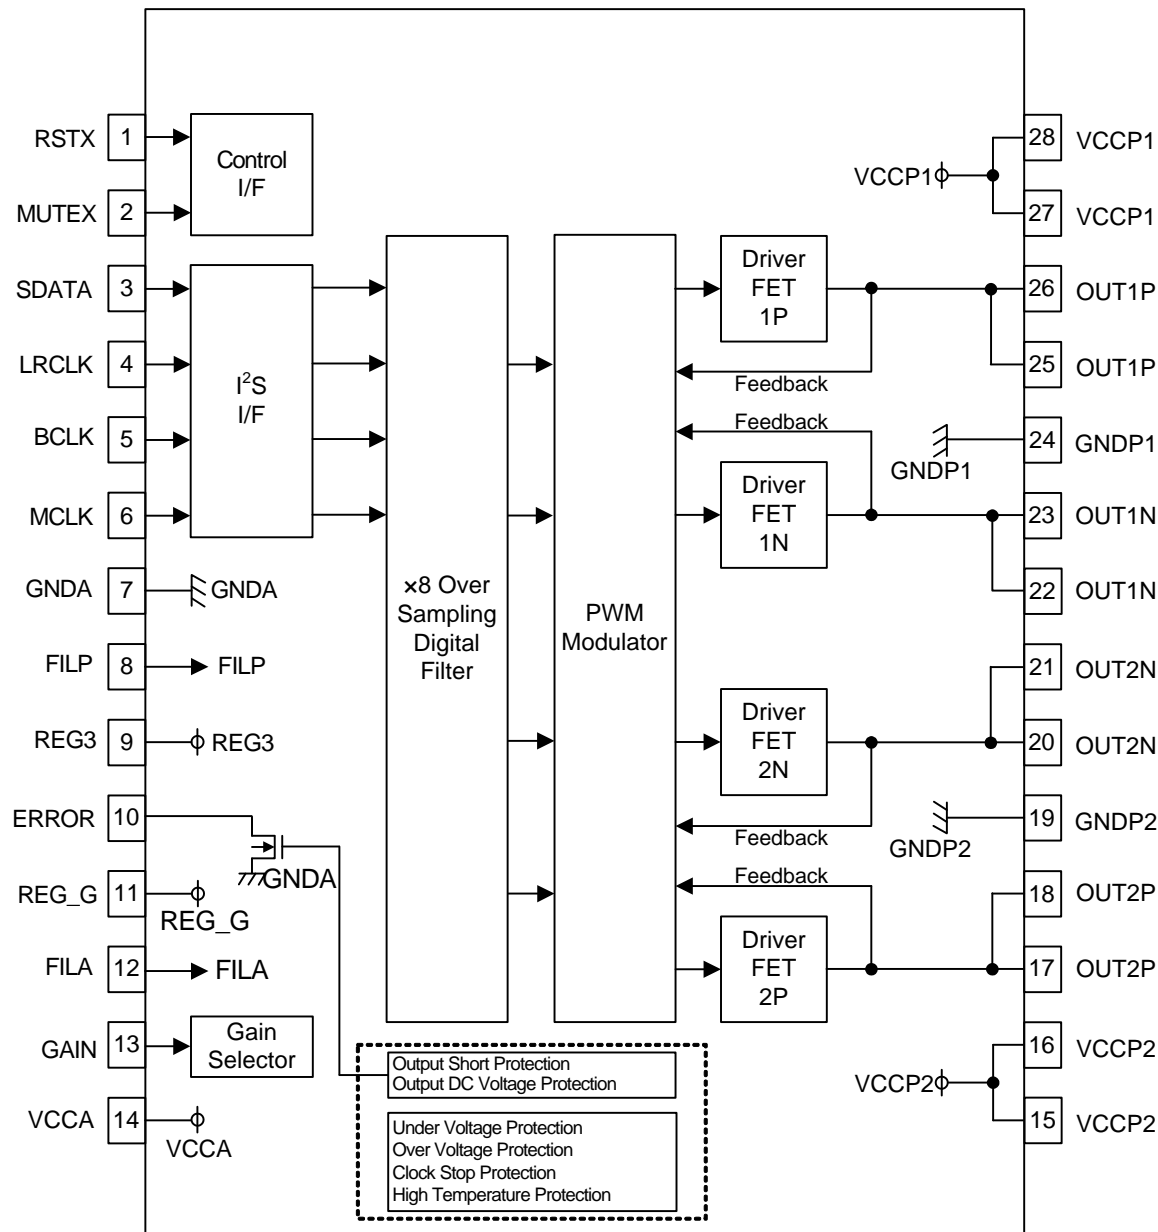 RSTX
1
MUTEX
2
SDATA
3
LRCLK
4
BCLK
5
MCLK
6
GNDA
7
GNDA
FILP
8
FILP
REG3
9
REG3
ERROR
10
GNDA
REG_G
11
REG_G
FILA
12
FILA
GAIN
13
VCCA
14
VCCA
Control
I/F
I²S
I/F
Gain
Selector
×8 Over
Sampling
Digital
Filter
PWM
Modulator
Driver
FET
1P
Feedback
Feedback
Driver
FET
1N
Driver
FET
2N
Feedback
Feedback
Driver
FET
2P
Output Short Protection
Output DC Voltage Protection
Under Voltage Protection
Over Voltage Protection
Clock Stop Protection
High Temperature Protection
VCCP1
28
VCCP1
27
VCCP1
26
OUT1P
25
OUT1P
24
GNDP1
GNDP1
23
OUT1N
22
OUT1N
21
OUT2N
20
OUT2N
19
GNDP2
GNDP2
18
OUT2P
17
OUT2P
16
VCCP2
VCCP2
15
VCCP2